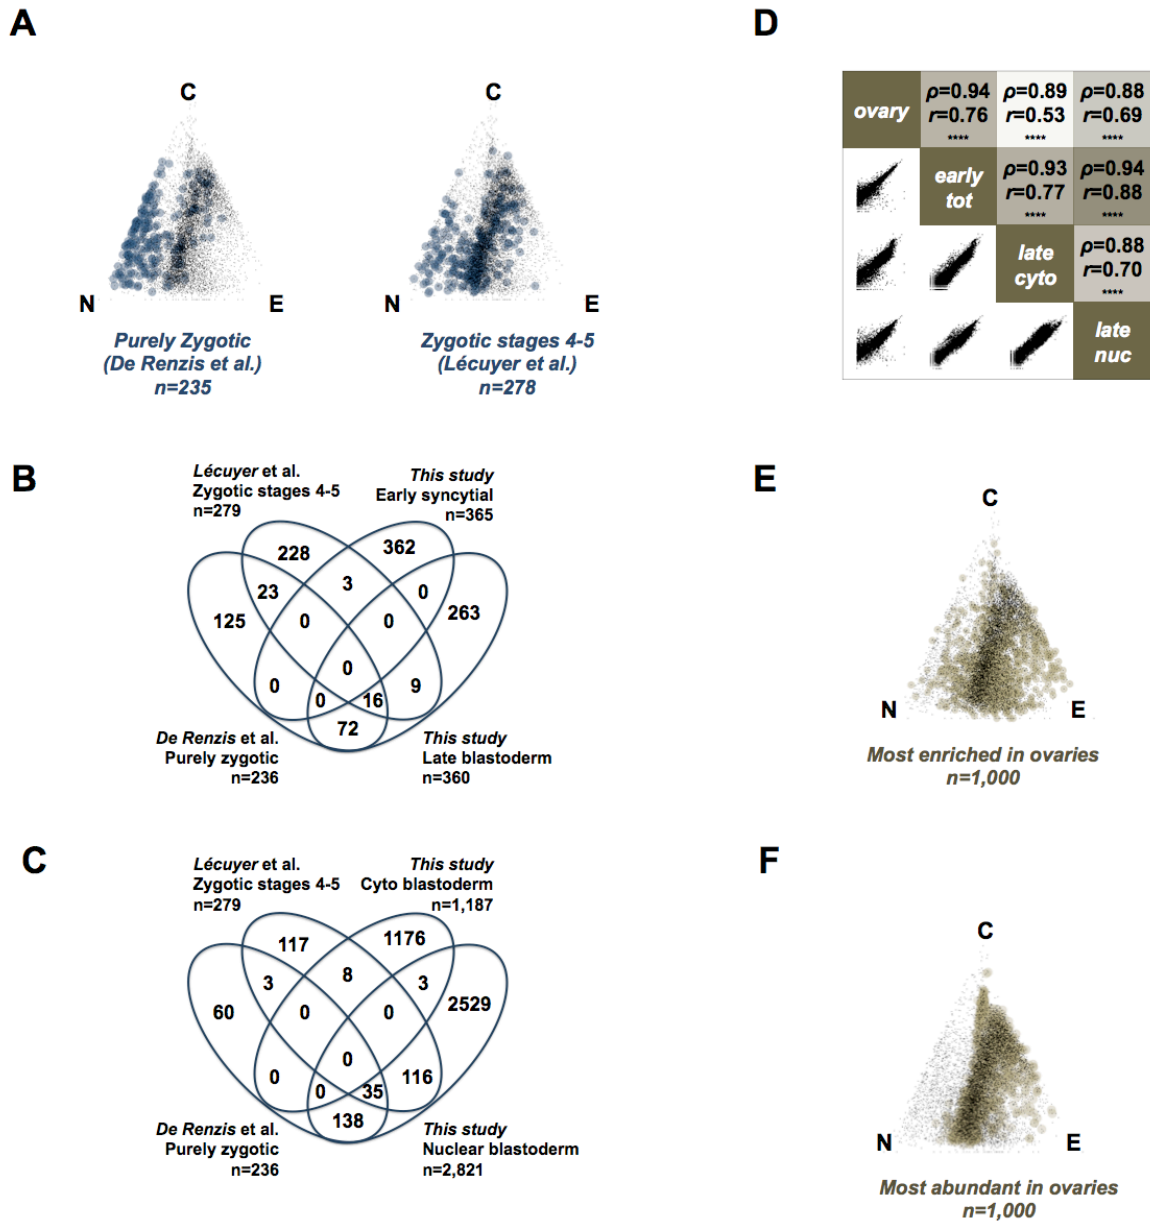 A
C
N
E
Purely Zygotic
(De Renzis et al.)
n=235
C
N
E
Zygotic stages 4-5
(Lécuyer et al.)
n=278
D
ovary
ρ=0.94
r=0.76
****
ρ=0.89
r=0.53
****
ρ=0.88
r=0.69
****
early
tot
ρ=0.93
r=0.77
****
ρ=0.94
r=0.88
****
late
cyto
ρ=0.88
r=0.70
****
late
nuc
B
Lécuyer et al.
Zygotic stages 4-5
n=279
This study
Early syncytial
n=365
228
362
23
3
0
125
0
0
263
0
0
0
16
9
72
De Renzis et al.
Purely zygotic
n=236
This study
Late blastoderm
n=360
E
C
N
E
Most enriched in ovaries
n=1,000
C
Lécuyer et al.
Zygotic stages 4-5
n=279
This study
Cyto blastoderm
n=1,187
117
1176
3
8
3
60
0
0
2529
0
0
0
35
116
138
De Renzis et al.
Purely zygotic
n=236
This study
Nuclear blastoderm
n=2,821
F
C
N
E
Most abundant in ovaries
n=1,000